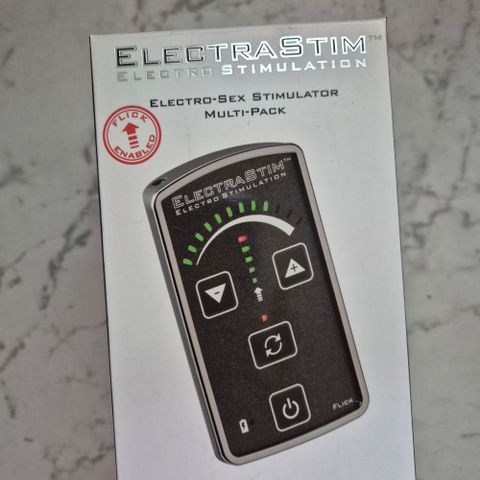 ELECTRASTIM™
ELECTRO STIMULATION
ELECTRO-SEX STIMULATOR
MULTI-PACK
FLICK
ENABLED
ELECTRASTIM™
ELECTRO STIMULATION
FLICK